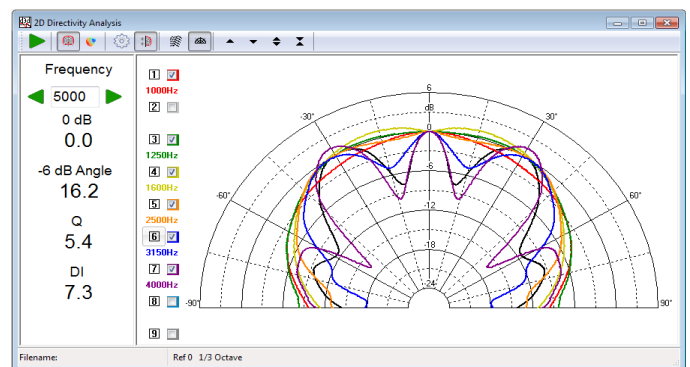 2D Directivity Analysis
Frequency
5000
0 dB
0.0
-6 dB Angle
16.2
Q
5.4
DI
7.3
1
1000Hz
2
3
1250Hz
4
1600Hz
5
2500Hz
6
3150Hz
7
4000Hz
8
9
6
dB
0
-6
-12
-18
-24
-90°
-60°
-30°
30°
60°
90°
Filename:
Ref 0 1/3 Octave